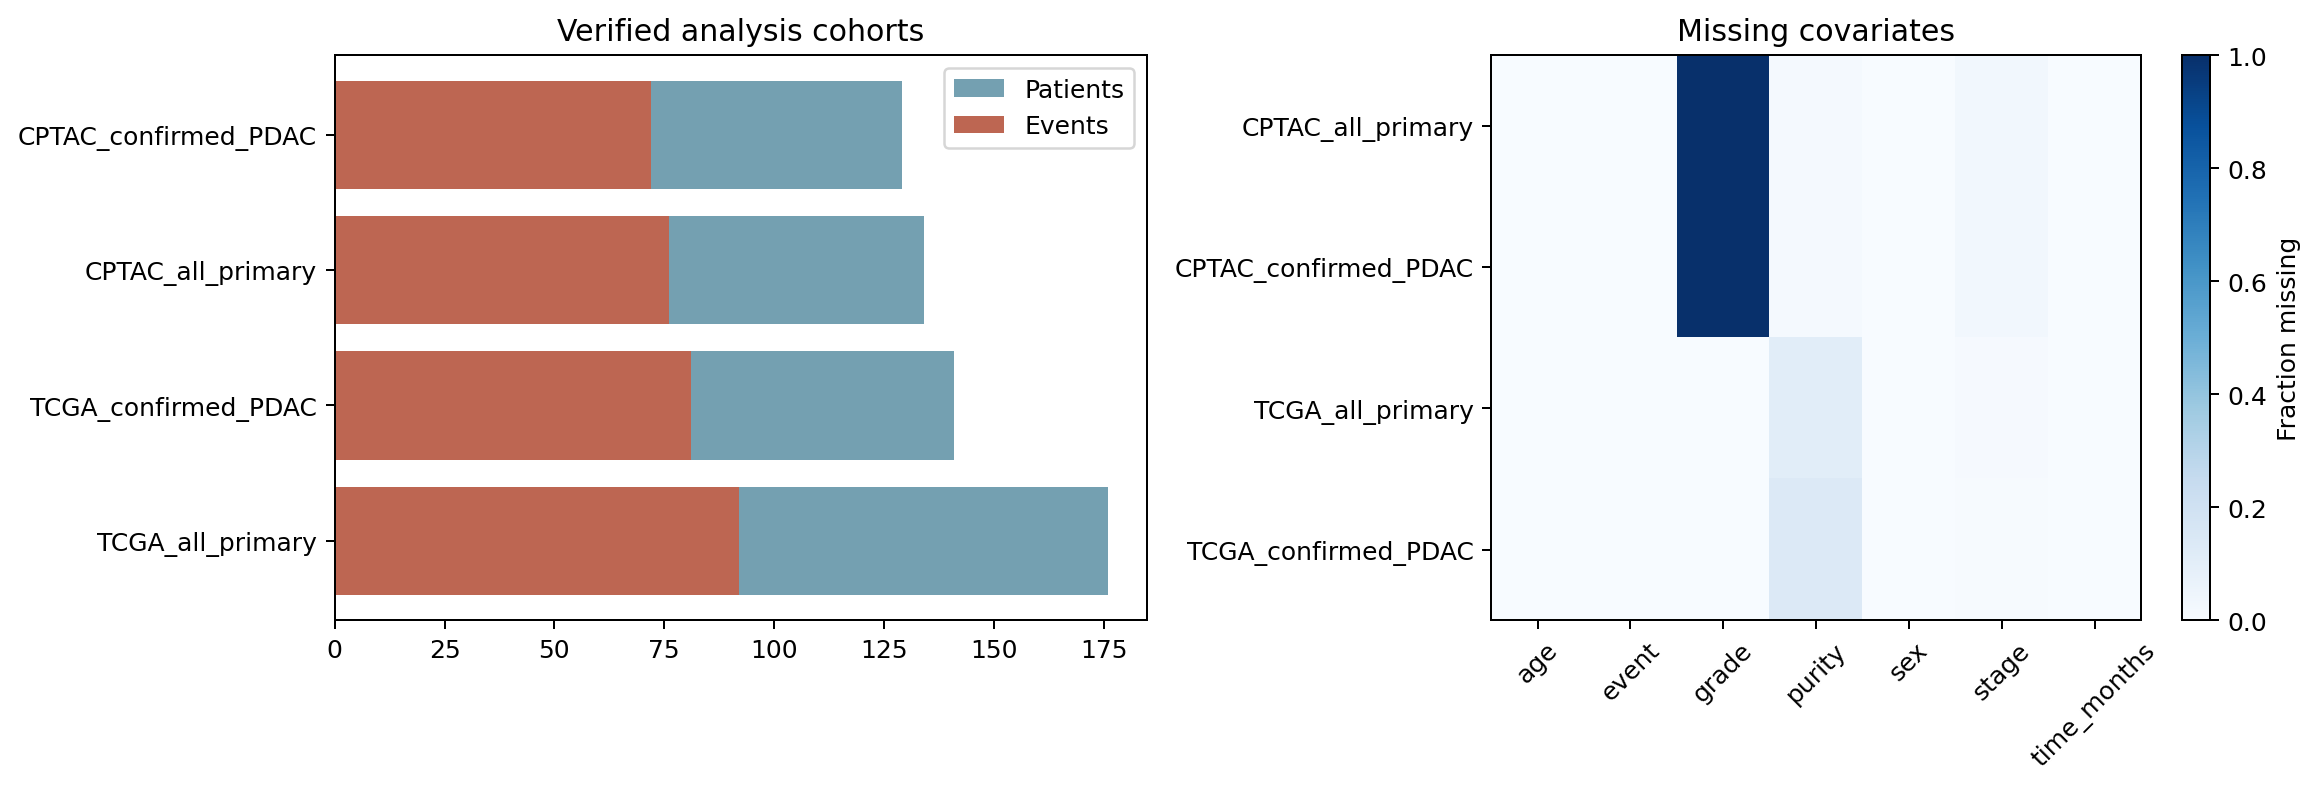 Verified analysis cohorts
Patients
Events
CPTAC_confirmed_PDAC
CPTAC_all_primary
TCGA_confirmed_PDAC
TCGA_all_primary
0 25 50 75 100 125 150 175
Missing covariates
CPTAC_all_primary
CPTAC_confirmed_PDAC
TCGA_all_primary
TCGA_confirmed_PDAC
age event grade purity sex stage time_months
1.0
0.8
0.6
0.4
0.2
0.0
Fraction missing